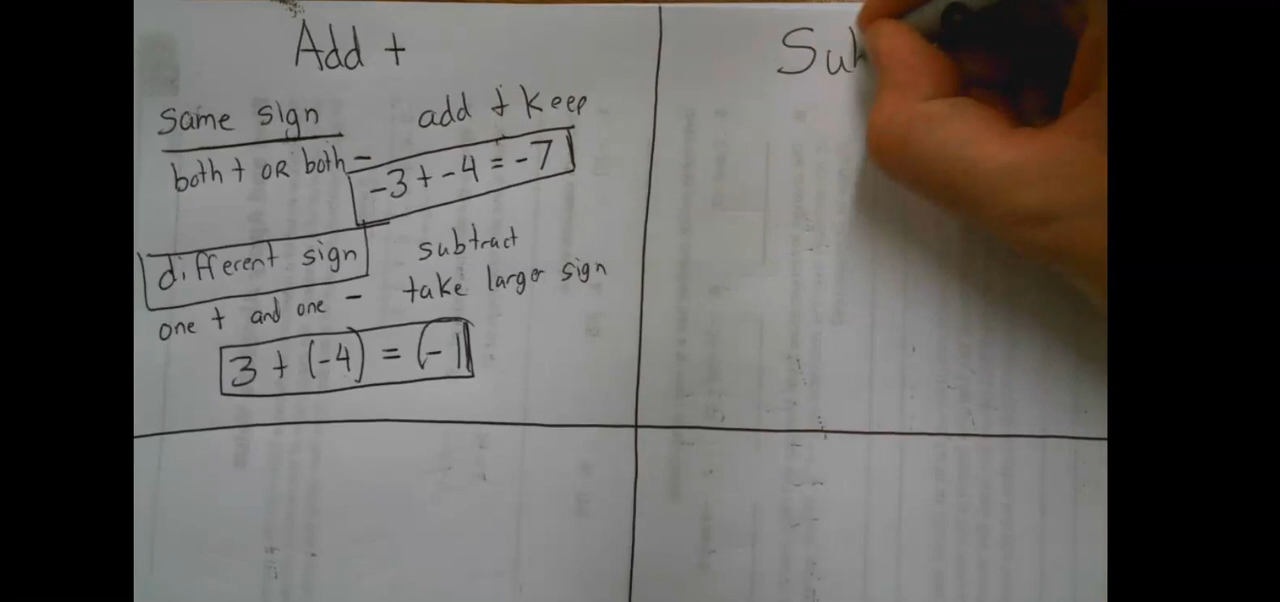 Add +
same sign
add + keep
both + OR both -
-3 + -4 = -7
different sign
subtract
take larger sign
one + and one -
3 + (-4) = (-1
Sub